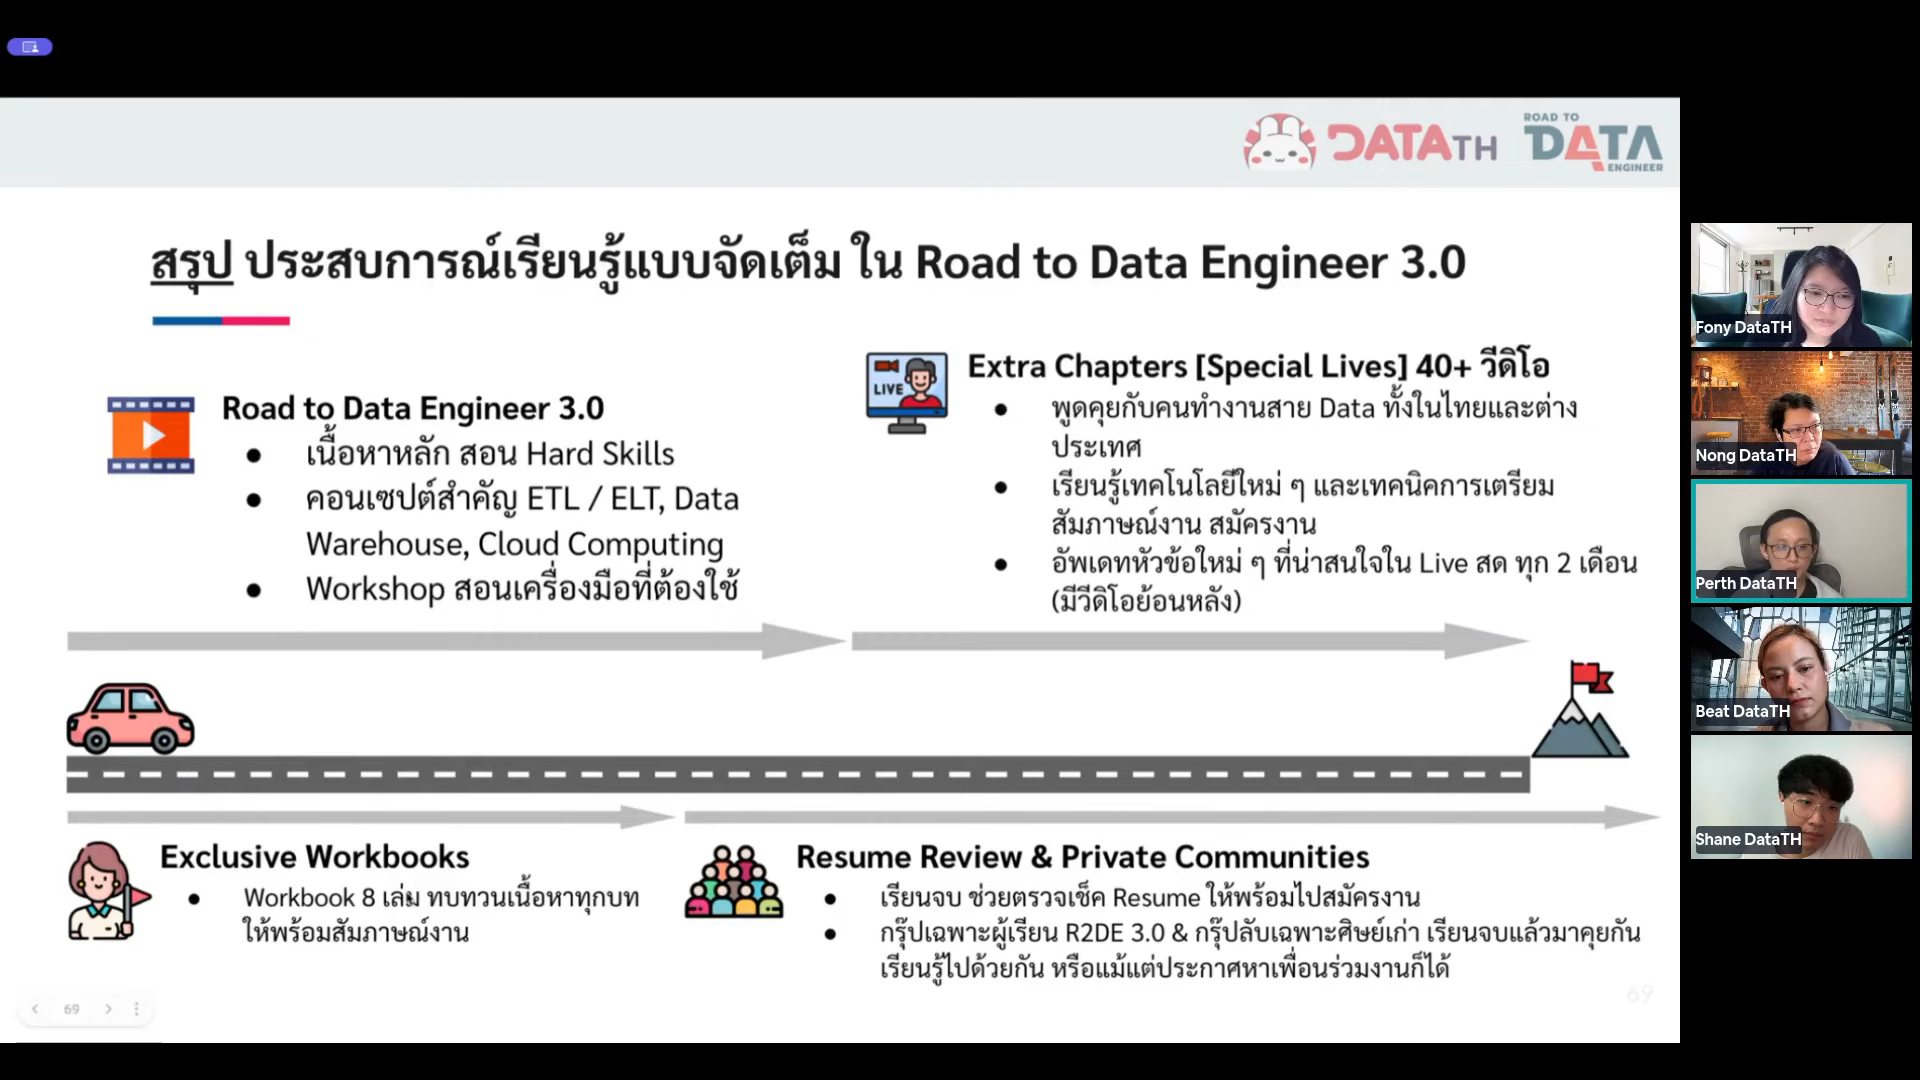 DATATH
ROAD TO
DATA
ENGINEER
สรุป ประสบการณ์เรียนรู้แบบจัดเต็ม ใน Road to Data Engineer 3.0
Road to Data Engineer 3.0
● เนื้อหาหลัก สอน Hard Skills
● คอนเซปต์สำคัญ ETL / ELT, Data
Warehouse, Cloud Computing
● Workshop สอนเครื่องมือที่ต้องใช้
LIVE
Extra Chapters [Special Lives] 40+ วีดิโอ
● พูดคุยกับคนทำงานสาย Data ทั้งในไทยและต่าง
ประเทศ
● เรียนรู้เทคโนโลยีใหม่ ๆ และเทคนิคการเตรียม
สัมภาษณ์งาน สมัครงาน
● อัพเดทหัวข้อใหม่ ๆ ที่น่าสนใจใน Live สด ทุก 2 เดือน
(มีวีดิโอย้อนหลัง)
Exclusive Workbooks
● Workbook 8 เล่ม ทบทวนเนื้อหาทุกบท
ให้พร้อมสัมภาษณ์งาน
Resume Review & Private Communities
● เรียนจบ ช่วยตรวจเช็ค Resume ให้พร้อมไปสมัครงาน
● กรุ๊ปเฉพาะผู้เรียน R2DE 3.0 & กรุ๊ปลับเฉพาะศิษย์เก่า เรียนจบแล้วมาคุยกัน
เรียนรู้ไปด้วยกัน หรือแม้แต่ประกาศหาเพื่อนร่วมงานก็ได้
69
69
Fony DataTH
Nong DataTH
Perth DataTH
Beat DataTH
Shane DataTH